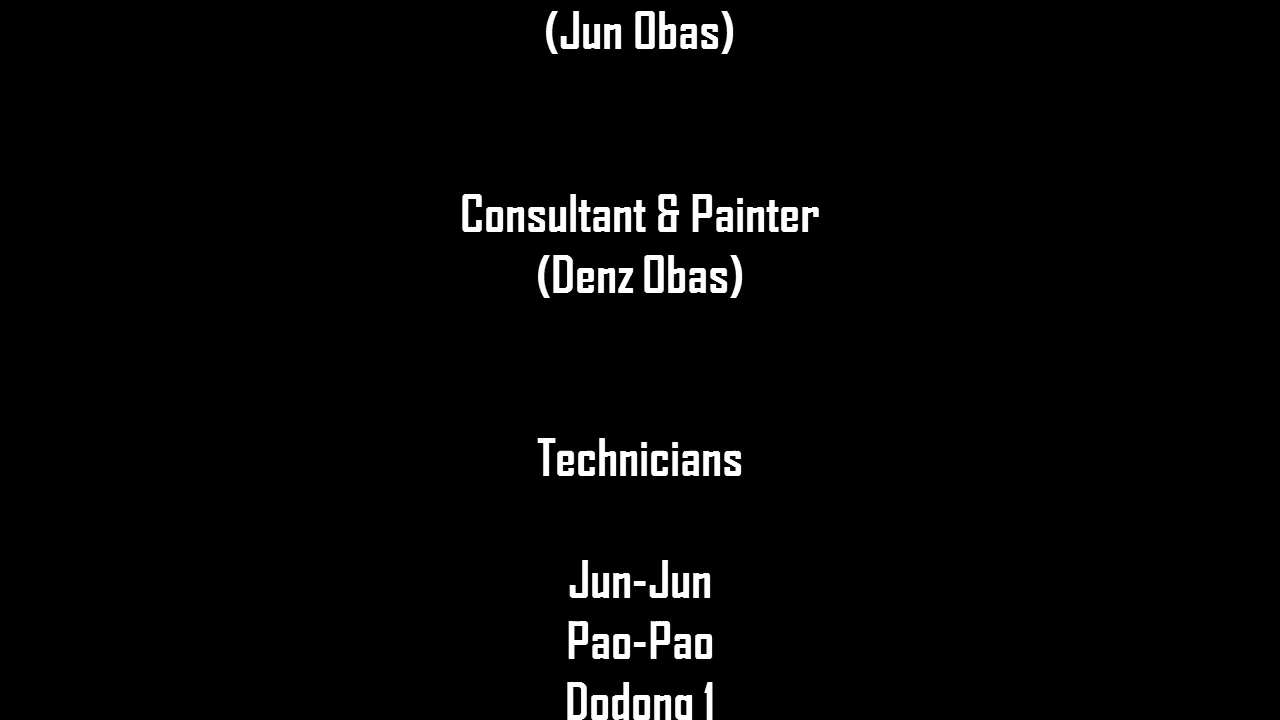 (Jun Obas)
Consultant & Painter
(Denz Obas)
Technicians
Jun-Jun
Pao-Pao
Dodong 1